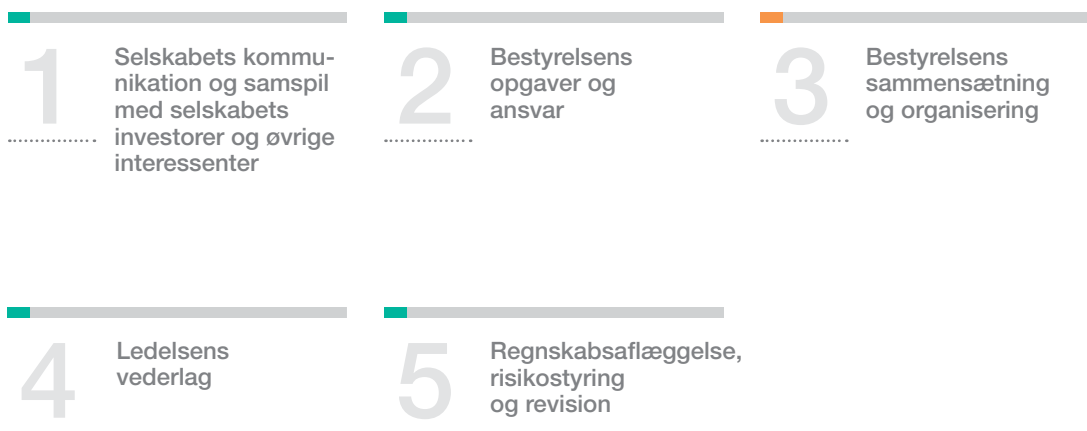 1
Selskabets kommu-
nikation og samspil
med selskabets
investorer og øvrige
interessenter
2
Bestyrelsens
opgaver og
ansvar
3
Bestyrelsens
sammensætning
og organisering
4
Ledelsens
vederlag
5
Regnskabsaflæggelse,
risikostyring
og revision